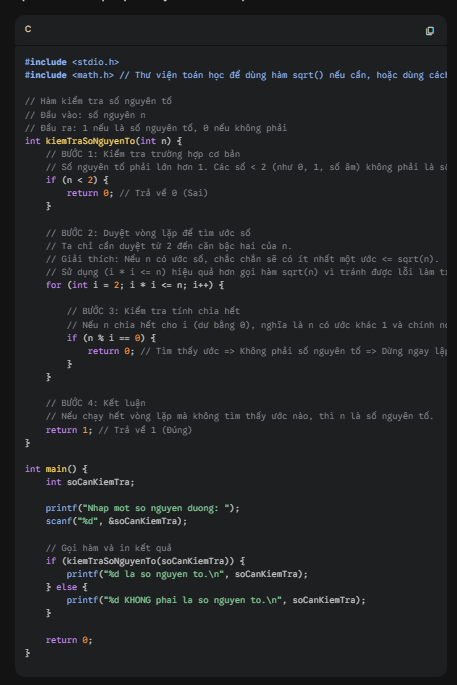 C
#include <stdio.h>
#include <math.h> // Thư viện toán học để dùng hàm sqrt() nếu cần, hoặc dùng cách
// Hàm kiểm tra số nguyên tố
// Đầu vào: số nguyên n
// Đầu ra: 1 nếu là số nguyên tố, 0 nếu không phải
int kiemTraSoNguyenTo(int n) {
    // BƯỚC 1: Kiểm tra trường hợp cơ bản
    // Số nguyên tố phải lớn hơn 1. Các số < 2 (như 0, 1, số âm) không phải là số
    if (n < 2) {
        return 0; // Trả về 0 (Sai)
    }
    // BƯỚC 2: Duyệt vòng lặp để tìm ước số
    // Ta chỉ cần duyệt từ 2 đến căn bậc hai của n.
    // Giải thích: Nếu n có ước số, chắc chắn sẽ có ít nhất một ước <= sqrt(n).
    // Sử dụng (i * i <= n) hiệu quả hơn gọi hàm sqrt(n) vì tránh được lỗi làm
    for (int i = 2; i * i <= n; i++) {
        // BƯỚC 3: Kiểm tra tính chia hết
        // Nếu n chia hết cho i (dư bằng 0), nghĩa là n có ước khác 1 và chính
        if (n % i == 0) {
            return 0; // Tìm thấy ước => Không phải số nguyên tố => Dừng ngay
        }
    }
    // BƯỚC 4: Kết luận
    // Nếu chạy hết vòng lặp mà không tìm thấy ước nào, thì n là số nguyên tố.
    return 1; // Trả về 1 (Đúng)
}
int main() {
    int soCanKiemTra;
    printf("Nhap mot so nguyen duong: ");
    scanf("%d", &soCanKiemTra);
    // Gọi hàm và in kết quả
    if (kiemTraSoNguyenTo(soCanKiemTra)) {
        printf("%d la so nguyen to.\n", soCanKiemTra);
    } else {
        printf("%d KHONG phai la so nguyen to.\n", soCanKiemTra);
    }
    return 0;
}